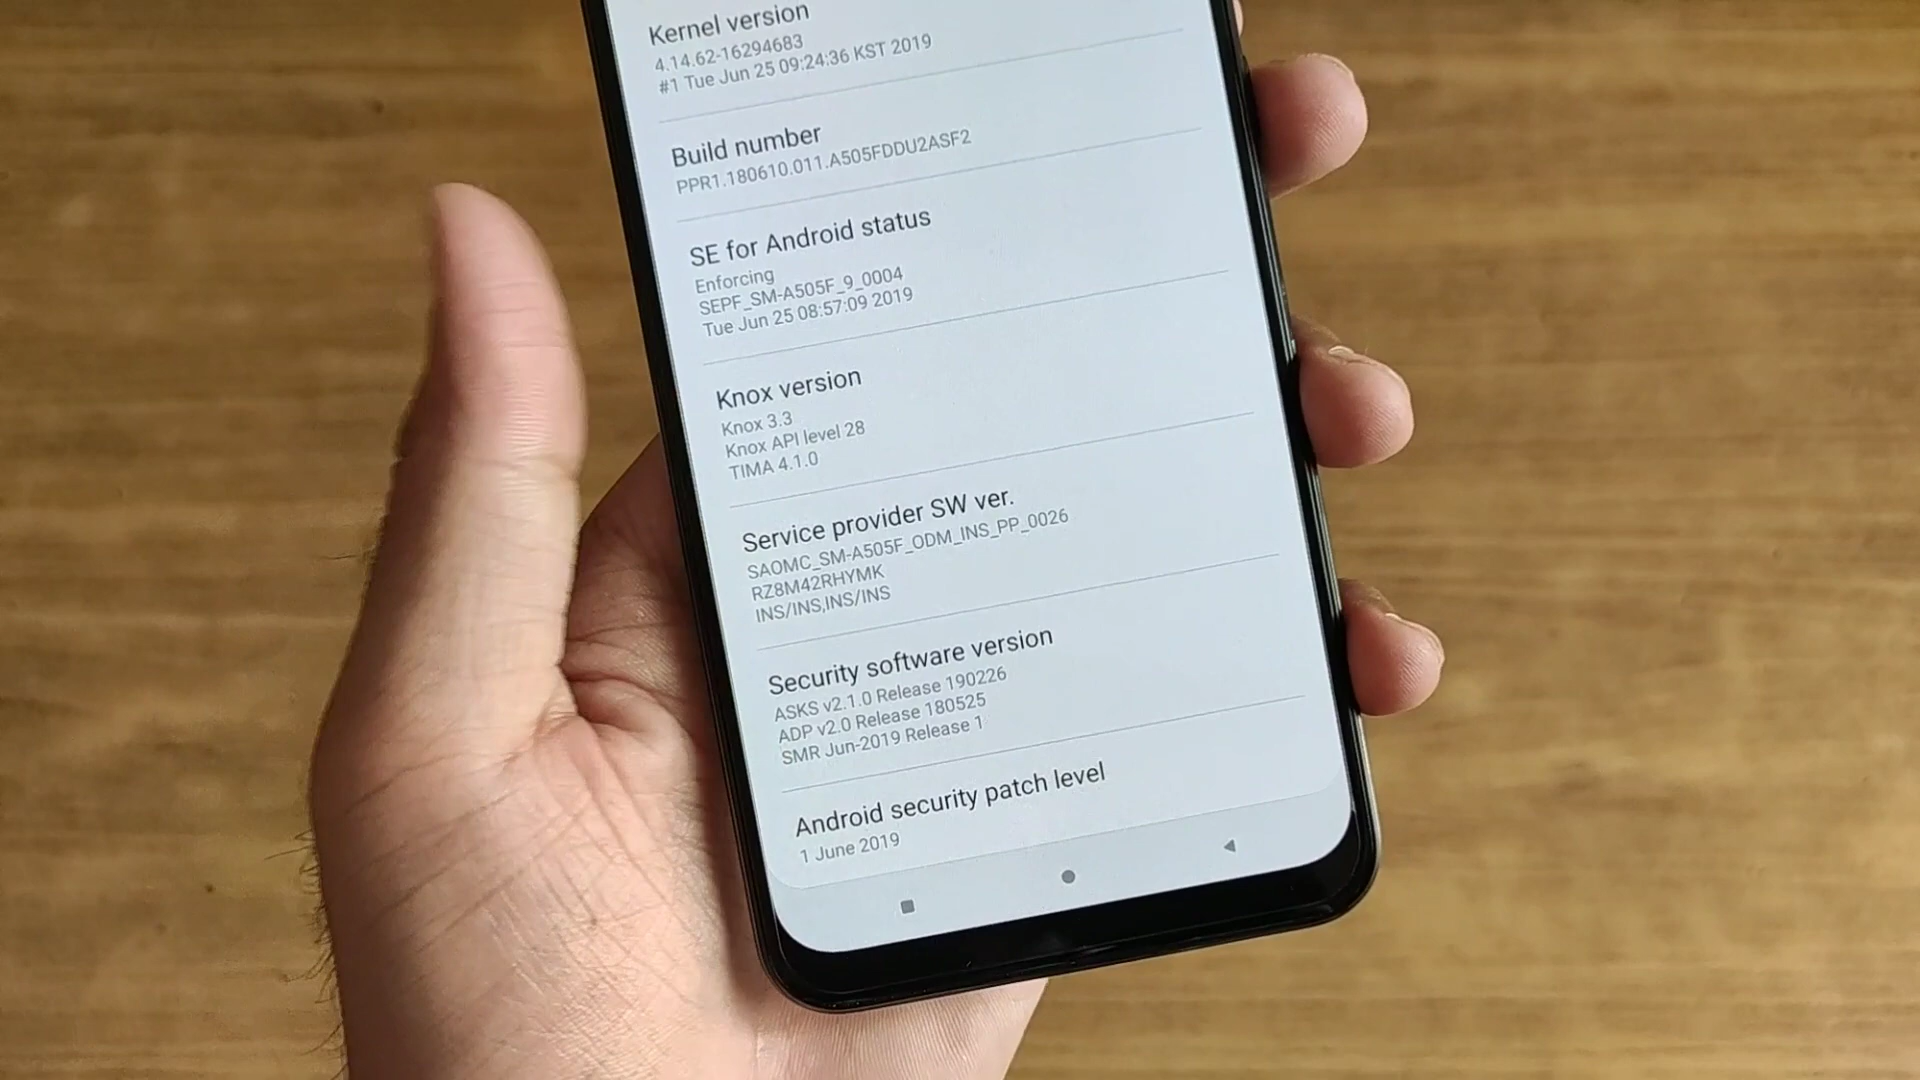 Kernel version
4.14.62-16294683
#1 Tue Jun 25 09:24:36 KST 2019
Build number
PPR1.180610.011.A505FDDU2ASF2
SE for Android status
Enforcing
SEPF_SM-A505F_9_0004
Tue Jun 25 08:57:09 2019
Knox version
Knox 3.3
Knox API level 28
TIMA 4.1.0
Service provider SW ver.
SAOMC_SM-A505F_ODM_INS_PP_0026
RZ8M42RHYMK
INS/INS,INS/INS
Security software version
ASKS v2.1.0 Release 190226
ADP v2.0 Release 180525
SMR Jun-2019 Release 1
Android security patch level
1 June 2019